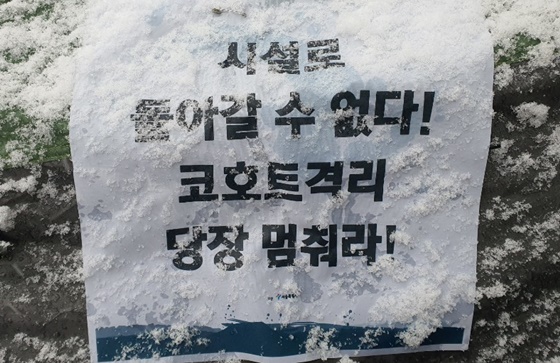 시설로
돌아갈 수 없다!
코호트격리
당장 멈춰라!